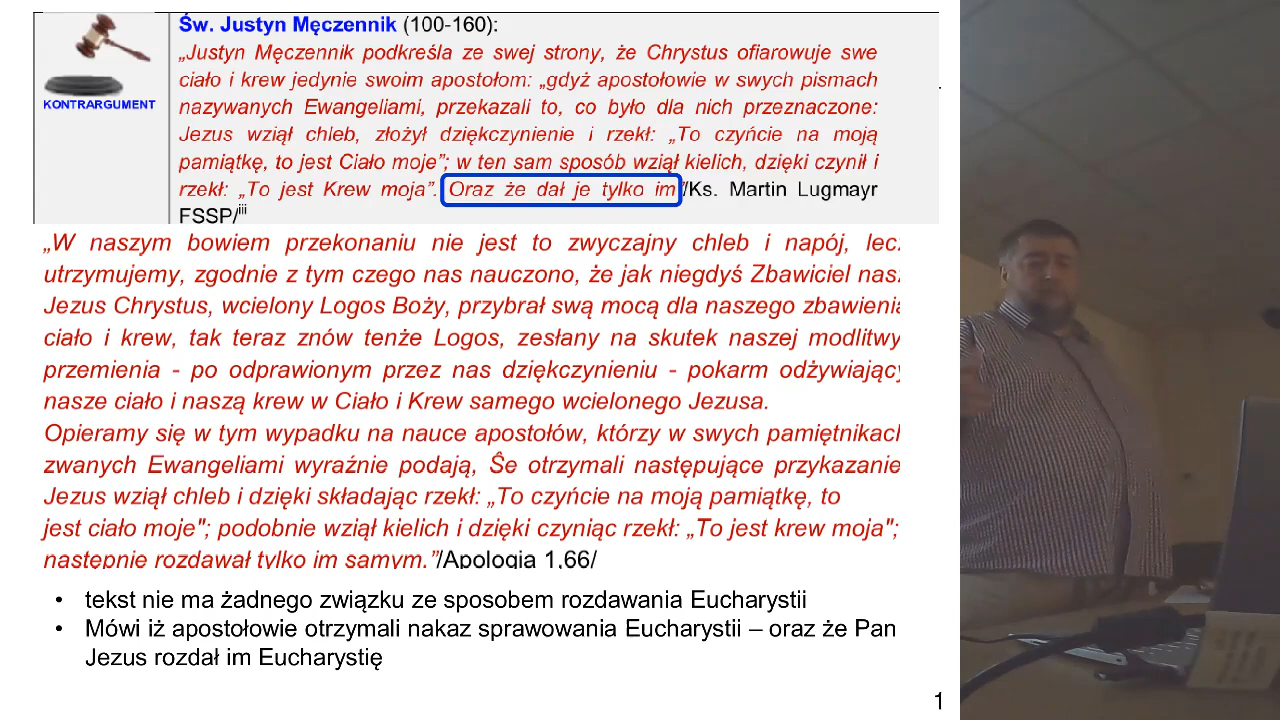 Św. Justyn Męczennik (100-160):
„Justyn Męczennik podkreśla ze swej strony, że Chrystus ofiarowuje swe
ciało i krew jedynie swoim apostołom: „gdyż apostołowie w swych pismach
KONTRARGUMENT
nazywanych Ewangeliami, przekazali to, co było dla nich przeznaczone:
Jezus wziął chleb, złożył dziękczynienie i rzekł: „To czyńcie na moją
pamiątkę, to jest Ciało moje”; w ten sam sposób wziął kielich, dzięki czynił i
rzekł: „To jest Krew moja”. Oraz że dał je tylko im”/Ks. Martin Lugmayr
FSSP/iii
„W naszym bowiem przekonaniu nie jest to zwyczajny chleb i napój, lecz
utrzymujemy, zgodnie z tym czego nas nauczono, że jak niegdyś Zbawiciel nasz
Jezus Chrystus, wcielony Logos Boży, przybrał swą mocą dla naszego zbawienia
ciało i krew, tak teraz znów tenże Logos, zesłany na skutek naszej modlitwy
przemienia - po odprawionym przez nas dziękczynieniu - pokarm odżywiający
nasze ciało i naszą krew w Ciało i Krew samego wcielonego Jezusa.
Opieramy się w tym wypadku na nauce apostołów, którzy w swych pamiętnikach
zwanych Ewangeliami wyraźnie podają, Ŝe otrzymali następujące przykazanie
Jezus wziął chleb i dzięki składając rzekł: „To czyńcie na moją pamiątkę, to
jest ciało moje"; podobnie wziął kielich i dzięki czyniąc rzekł: „To jest krew moja";
następnie rozdawał tylko im samym.”/Apologia 1,66/
• tekst nie ma żadnego związku ze sposobem rozdawania Eucharystii
• Mówi iż apostołowie otrzymali nakaz sprawowania Eucharystii – oraz że Pan
Jezus rozdał im Eucharystię
1